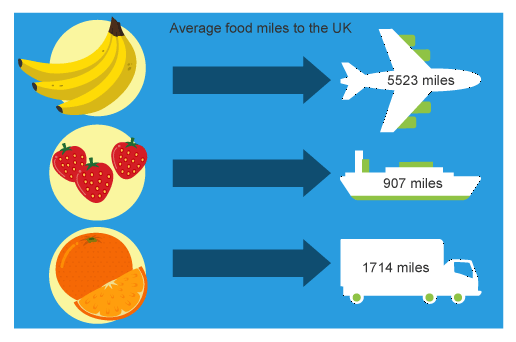 Average food miles to the UK
5523 miles
907 miles
1714 miles